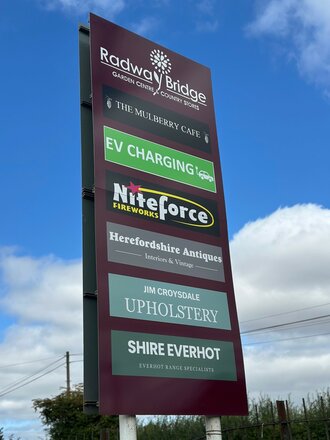 Radway Bridge
GARDEN CENTRE & COUNTRY STORES
THE MULBERRY CAFE
EV CHARGING
Niteforce
FIREWORKS
Herefordshire Antiques
Interiors & Vintage
JIM CROYSDALE
UPHOLSTERY
SHIRE EVERHOT
EVERHOT RANGE SPECIALISTS